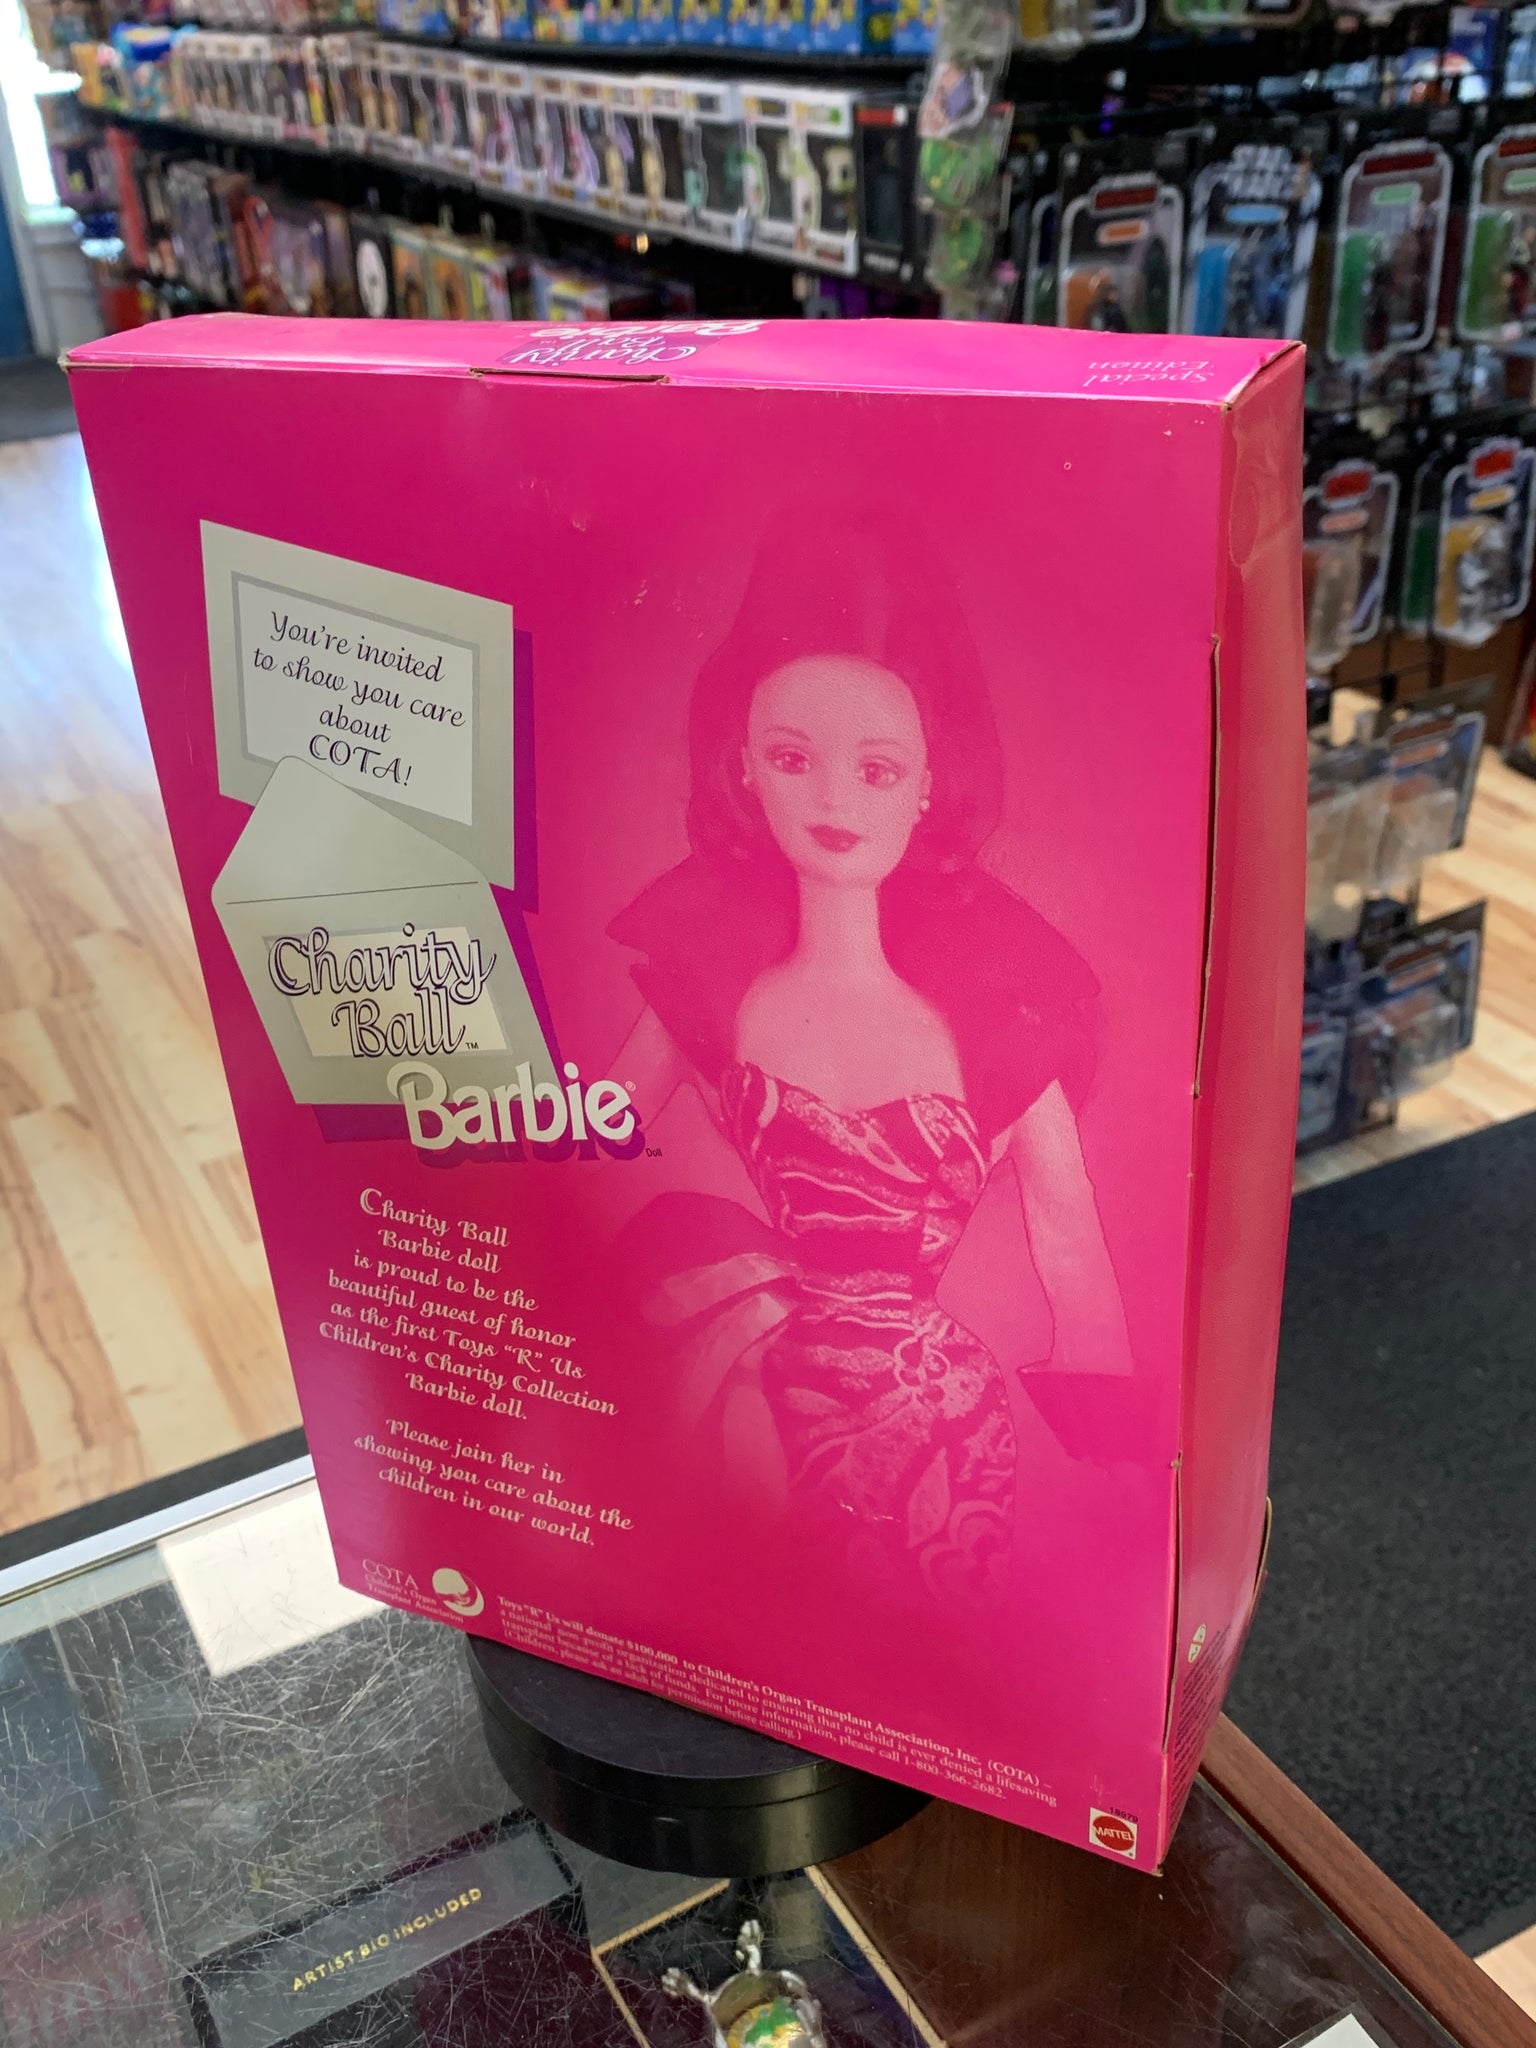 Charity
Ball
Barbie
Special
Edition
You're invited
to show you care
about
COTA!
Charity
Ball™
Barbie®
Doll
Charity Ball
Barbie doll
is proud to be the
beautiful guest of honor
as the first Toys "R" Us
Children's Charity Collection
Barbie doll.
Please join her in
showing you care about the
children in our world.
COTA
Children's Organ
Transplant Association
Toys "R" Us will donate $100,000 to Children's Organ Transplant Association, Inc. (COTA) –
a national non-profit organization dedicated to ensuring that no child is ever denied a lifesaving
transplant because of a lack of funds. For more information, please call 1-800-366-2682.
(Children, please ask an adult for permission before calling.)
18979
MATTEL
ARTIST BIO INCLUDED
STAR
WARS